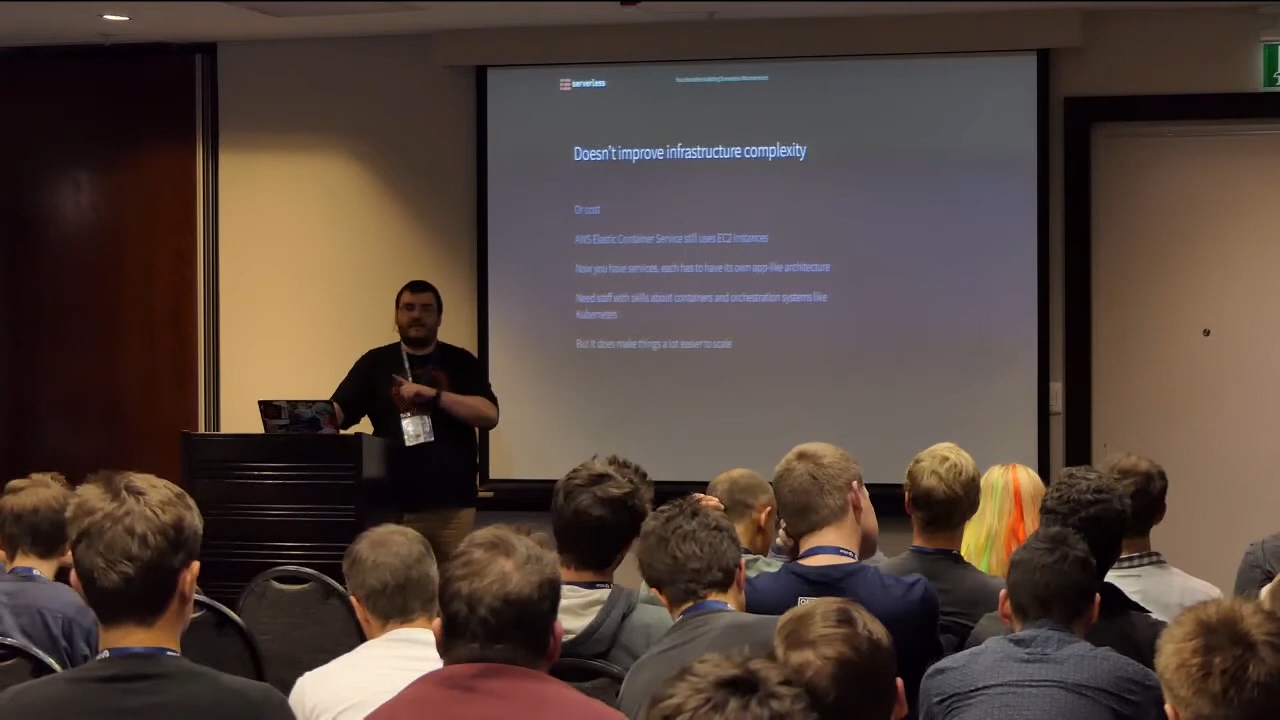 serverless
Doesn't improve infrastructure complexity
Or cost
AWS Elastic Container Service still uses EC2 instances
Now you have services, each has to have its own app-like architecture
Need staff with skills about containers and orchestration systems like
Kubernetes
But it does make things a lot easier to scale